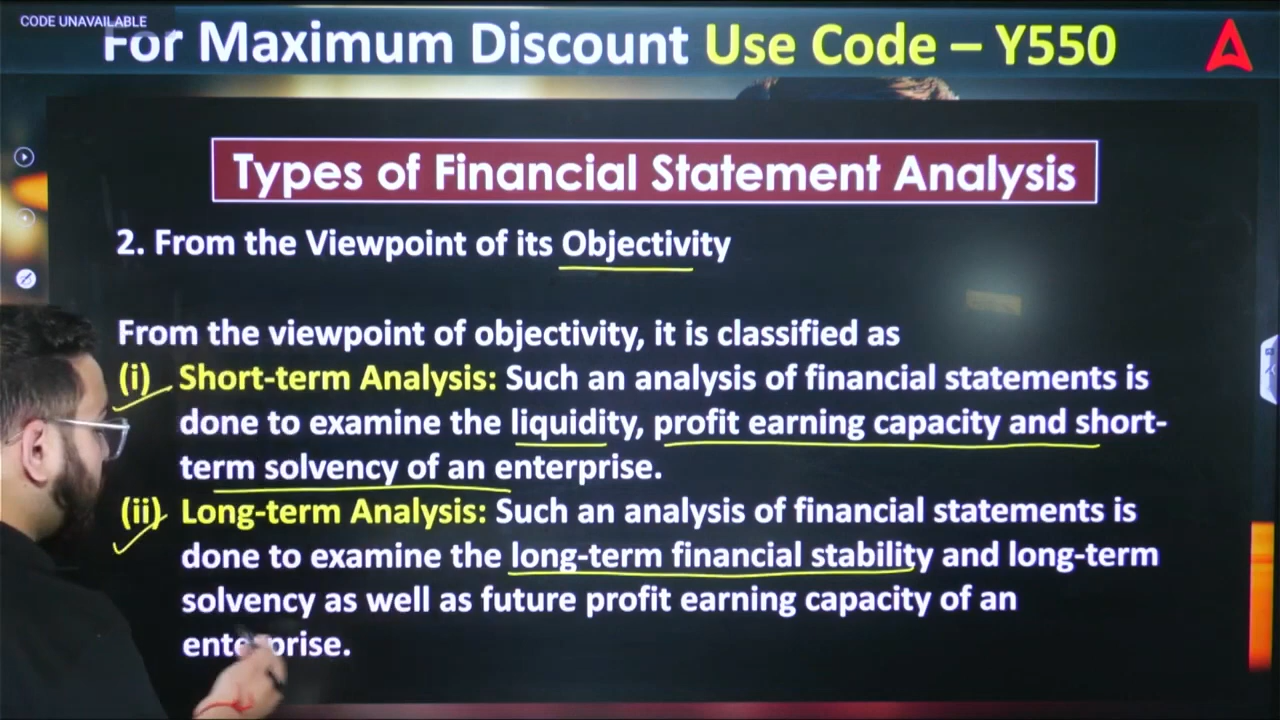 CODE UNAVAILABLE
For Maximum Discount Use Code – Y550
Types of Financial Statement Analysis
2. From the Viewpoint of its Objectivity
From the viewpoint of objectivity, it is classified as
(i) Short-term Analysis: Such an analysis of financial statements is
done to examine the liquidity, profit earning capacity and short-
term solvency of an enterprise.
(ii) Long-term Analysis: Such an analysis of financial statements is
done to examine the long-term financial stability and long-term
solvency as well as future profit earning capacity of an
enterprise.